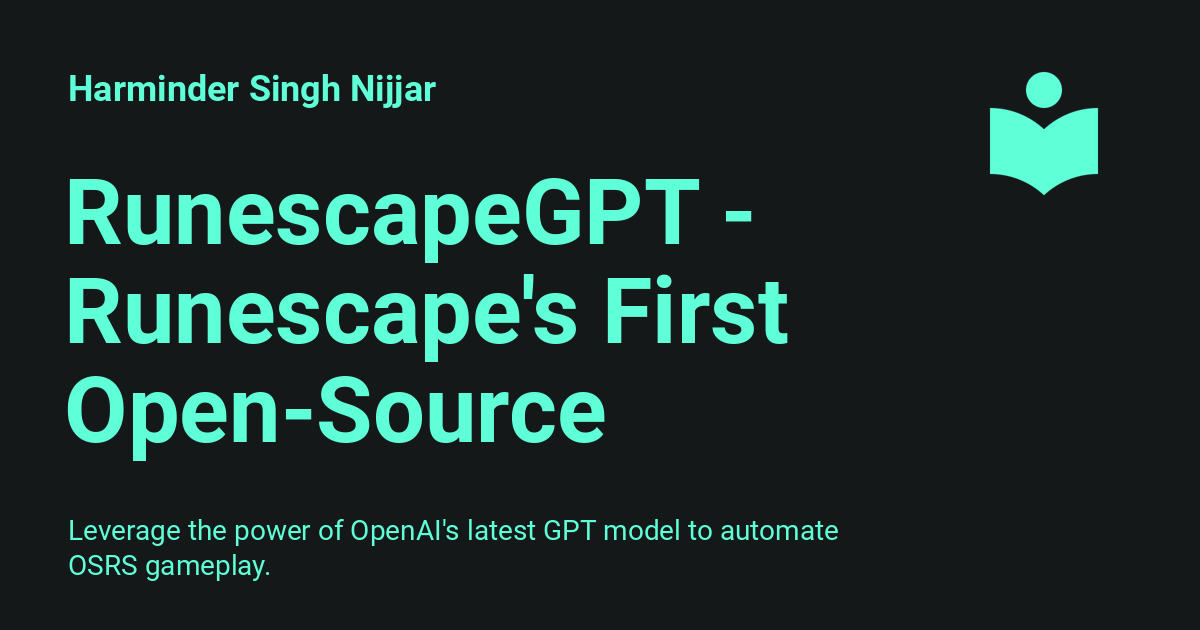 Harminder Singh Nijjar
RunescapeGPT -
Runescape's First
Open-Source
Leverage the power of OpenAI's latest GPT model to automate
OSRS gameplay.